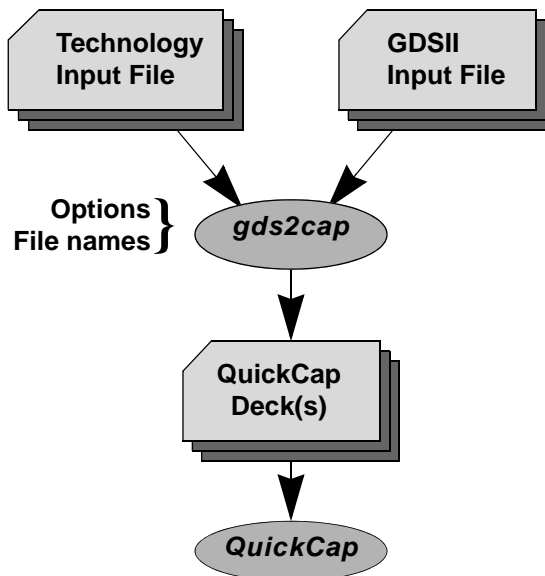 Technology
Input File
GDSII
Input File
Options
File names
gds2cap
QuickCap
Deck(s)
QuickCap